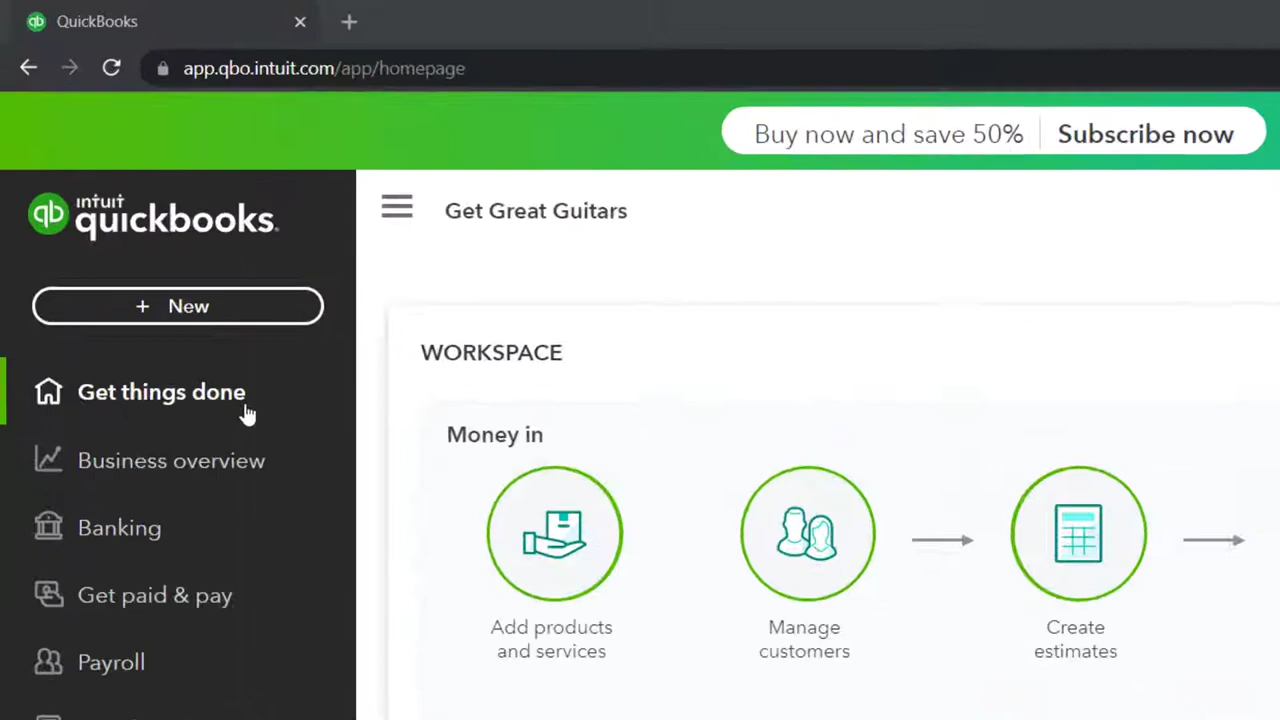 qb QuickBooks
app.qbo.intuit.com/app/homepage
Buy now and save 50% Subscribe now
qb intuit quickbooks.
Get Great Guitars
+ New
WORKSPACE
Get things done
Money in
Business overview
Banking
Get paid & pay
Add products
and services
Manage
customers
Create
estimates
Payroll